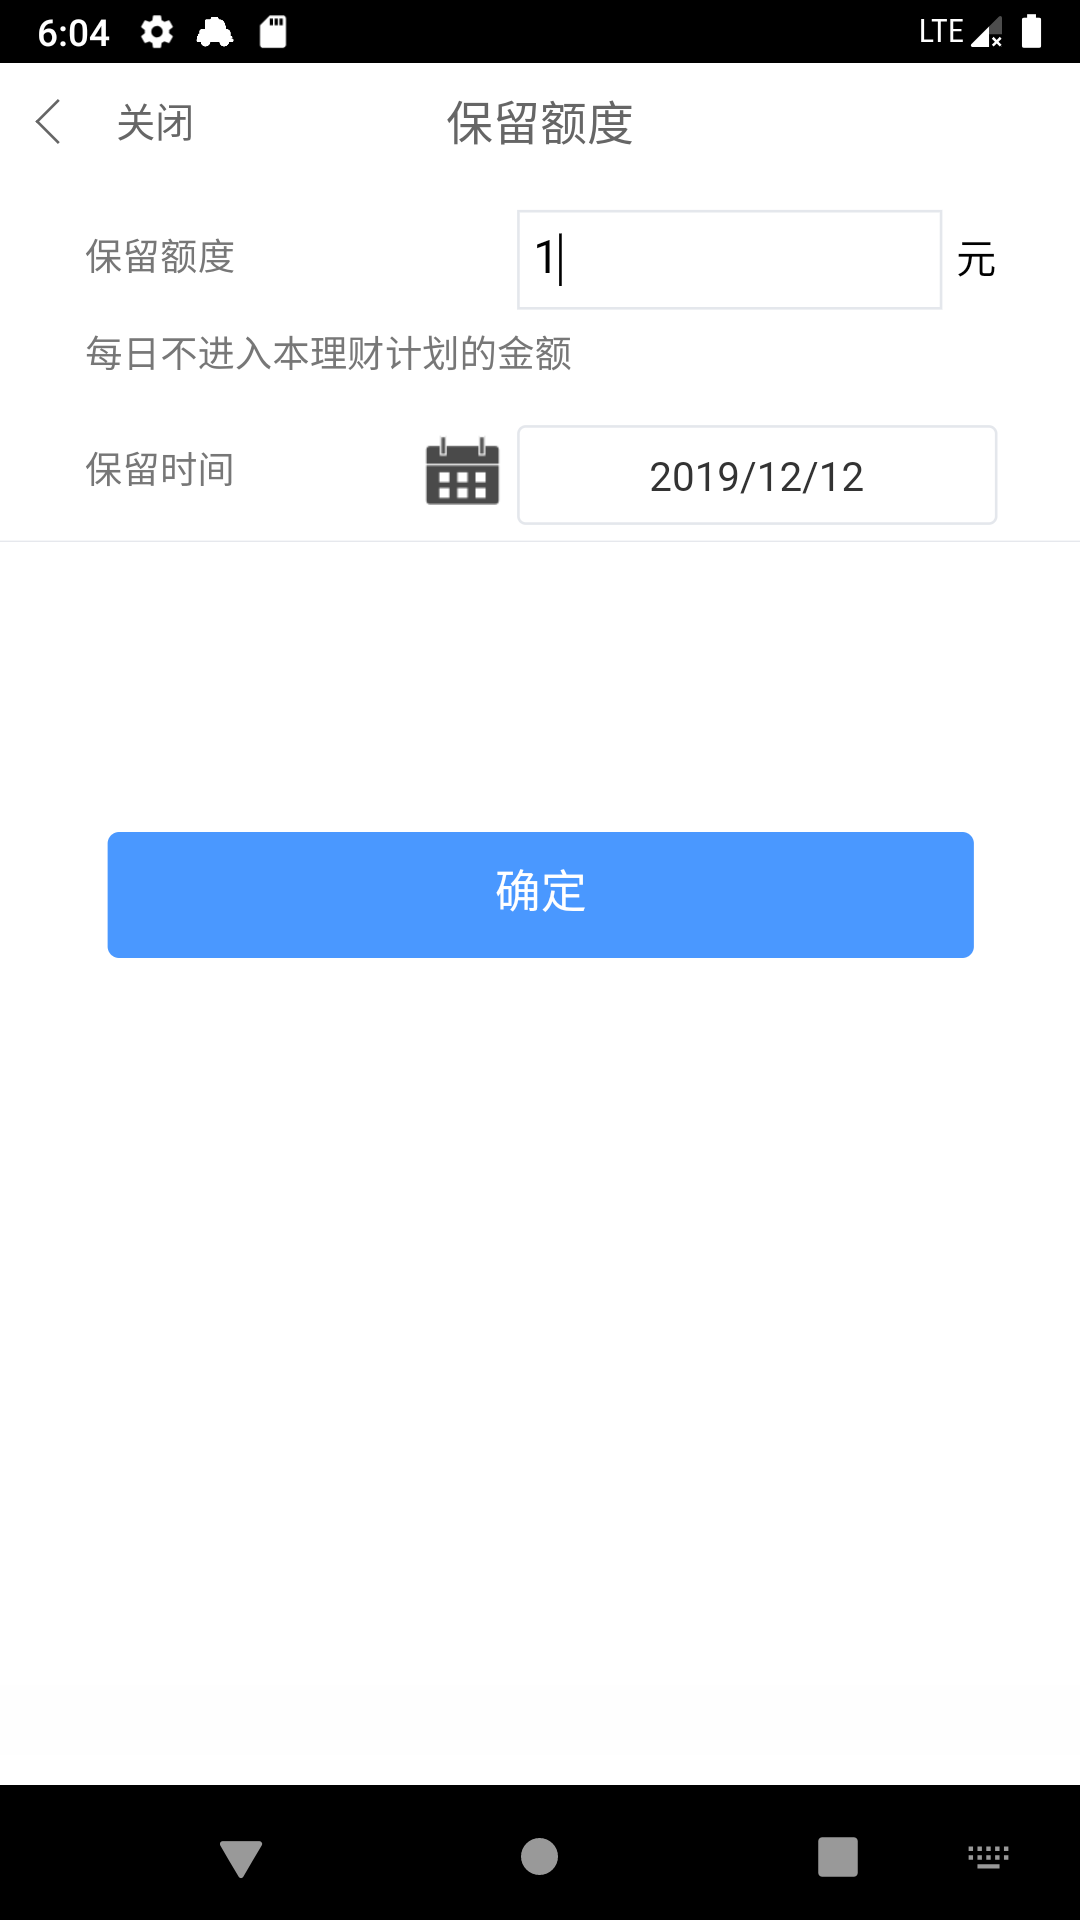 6:04 LTE
关闭 保留额度
保留额度 1 元
每日不进入本理财计划的金额
保留时间 2019/12/12
确定